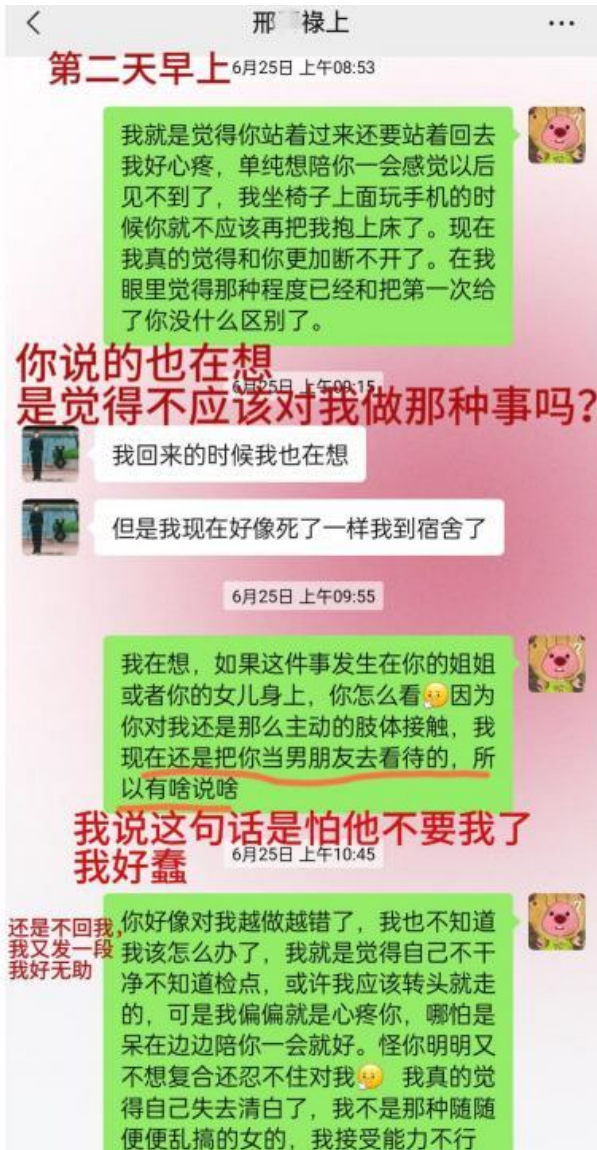 邢 禄上
第二天早上
6月25日 上午08:53
我就是觉得你站着过来还要站着回去
我好心疼，单纯想陪你一会感觉以后
见不到了，我坐椅子上面玩手机的时
候你就不应该再把我抱上床了。现在
我真的觉得和你更加断不开了。在我
眼里觉得那种程度已经和把第一次给
了你没什么区别了。
你说的也在想
6月25日 上午09:15
是觉得不应该对我做那种事吗？
我回来的时候我也在想
但是我现在好像死了一样我到宿舍了
6月25日 上午09:55
我在想，如果这件事发生在你的姐姐
或者你的女儿身上，你怎么看因为
你对我还是那么主动的肢体接触，我
现在还是把你当男朋友去看待的，所
以有啥说啥
我说这句话是怕他不要我了
我好蠢
6月25日 上午10:45
还是不回我，
我又发一段
我好无助
你好像对我越做越错了，我也不知道
我该怎么办了，我就是觉得自己不干
净不知道检点，或许我应该转头就走
的，可是我偏偏就是心疼你，哪怕是
呆在边边陪你一会就好。怪你明明又
不想复合还忍不住对我 我真的觉
得自己失去清白了，我不是那种随随
便便乱搞的女的，我接受能力不行